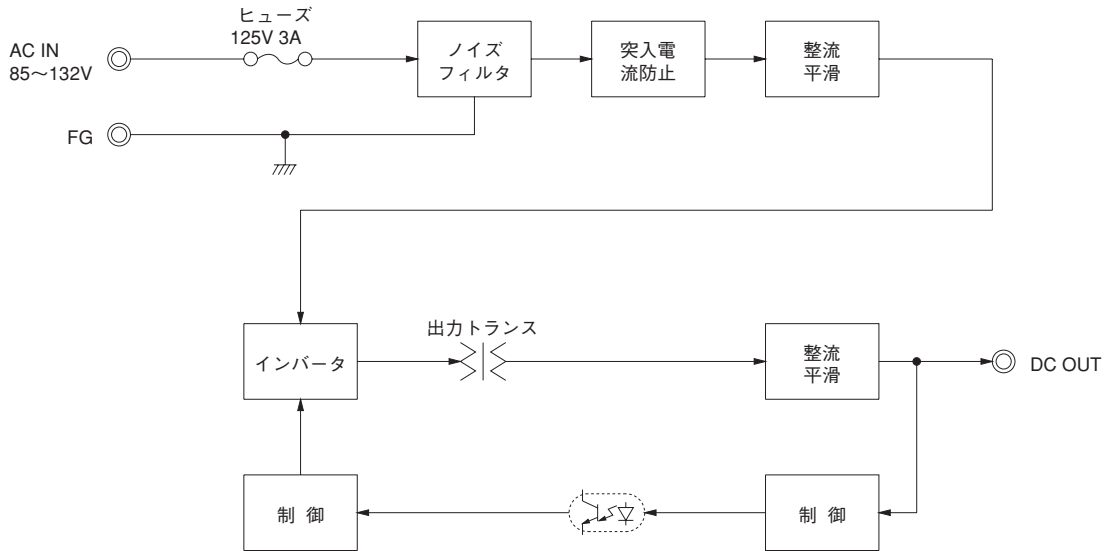 ヒューズ
125V 3A
AC IN
85～132V
ノイズ
フィルタ
突入電
流防止
整流
平滑
FG
インバータ
出力トランス
整流
平滑
DC OUT
制 御
制 御